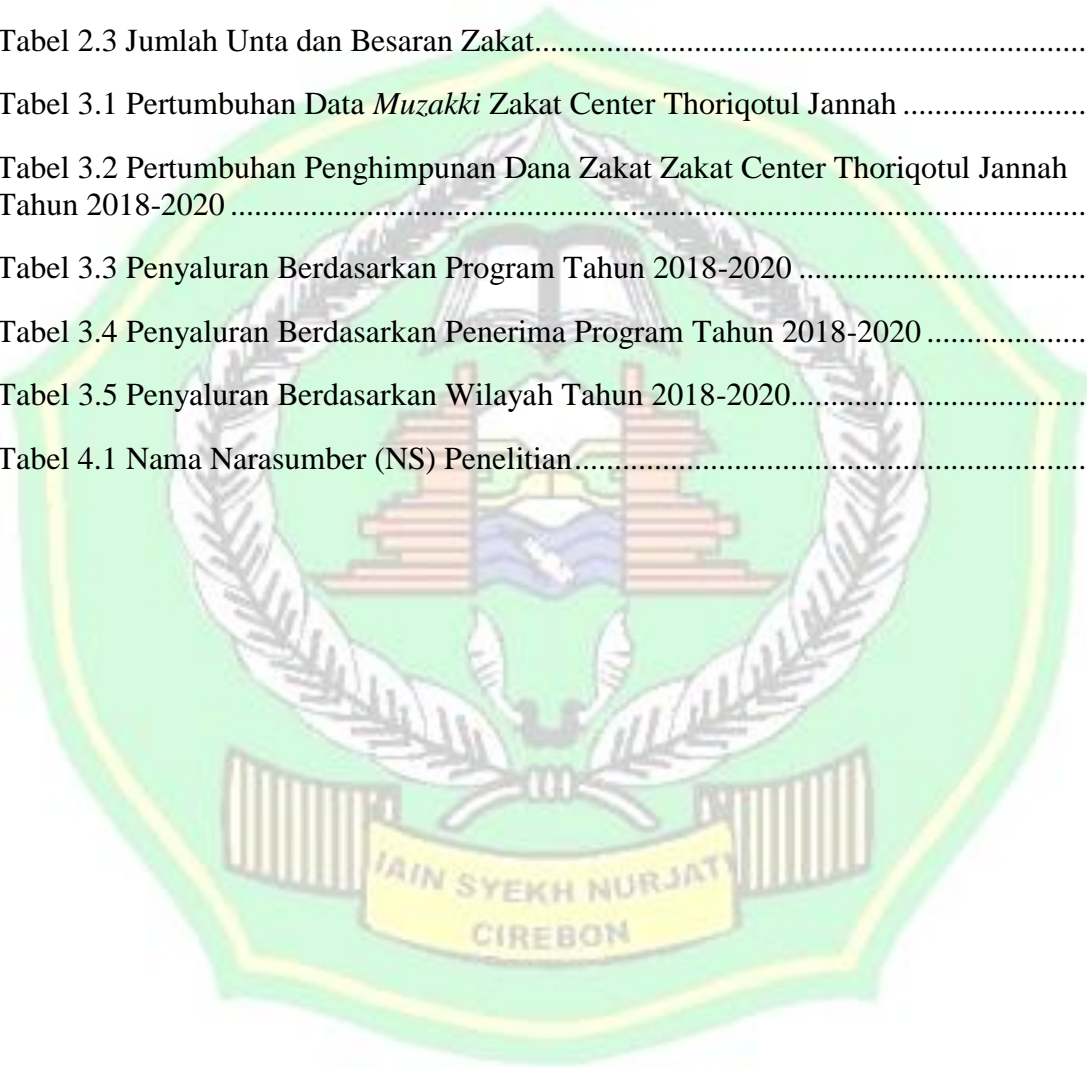 Tabel 2.3 Jumlah Unta dan Besaran Zakat......................................................................
Tabel 3.1 Pertumbuhan Data Muzakki Zakat Center Thoriqotul Jannah .......................
Tabel 3.2 Pertumbuhan Penghimpunan Dana Zakat Zakat Center Thoriqotul Jannah
Tahun 2018-2020 ............................................................................................................
Tabel 3.3 Penyaluran Berdasarkan Program Tahun 2018-2020 ....................................
Tabel 3.4 Penyaluran Berdasarkan Penerima Program Tahun 2018-2020 ....................
Tabel 3.5 Penyaluran Berdasarkan Wilayah Tahun 2018-2020.....................................
Tabel 4.1 Nama Narasumber (NS) Penelitian.................................................................
IAIN SYEKH NURJATI
CIREBON